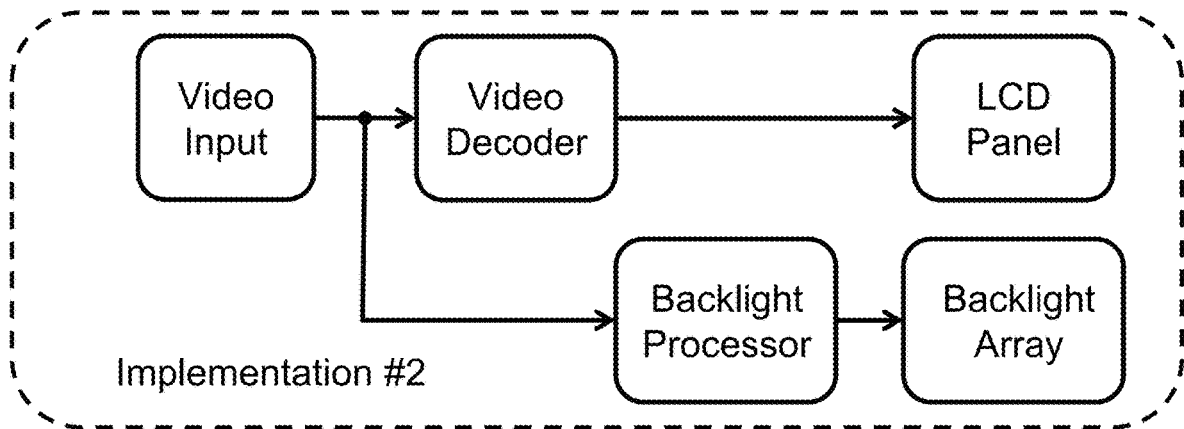 Video
Input
Video
Decoder
LCD
Panel
Backlight
Processor
Backlight
Array
Implementation #2